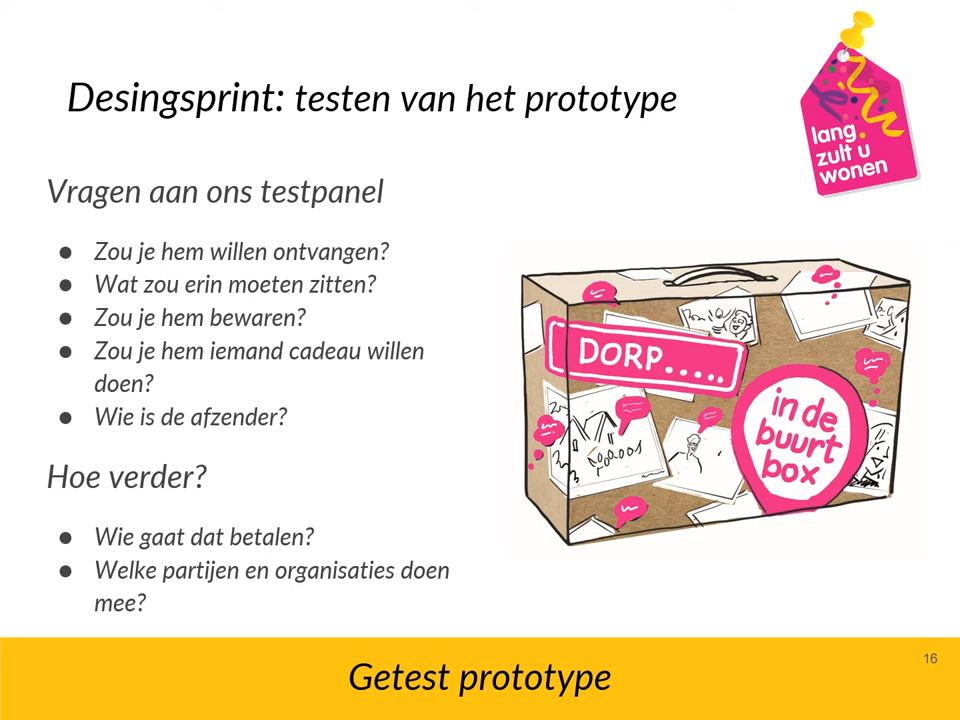 Desingsprint: testen van het prototype
lang
zult u
wonen
Vragen aan ons testpanel
● Zou je hem willen ontvangen?
● Wat zou erin moeten zitten?
● Zou je hem bewaren?
● Zou je hem iemand cadeau willen
doen?
● Wie is de afzender?
DORP.....
in de
buurt
box
Hoe verder?
● Wie gaat dat betalen?
● Welke partijen en organisaties doen
mee?
Getest prototype
16